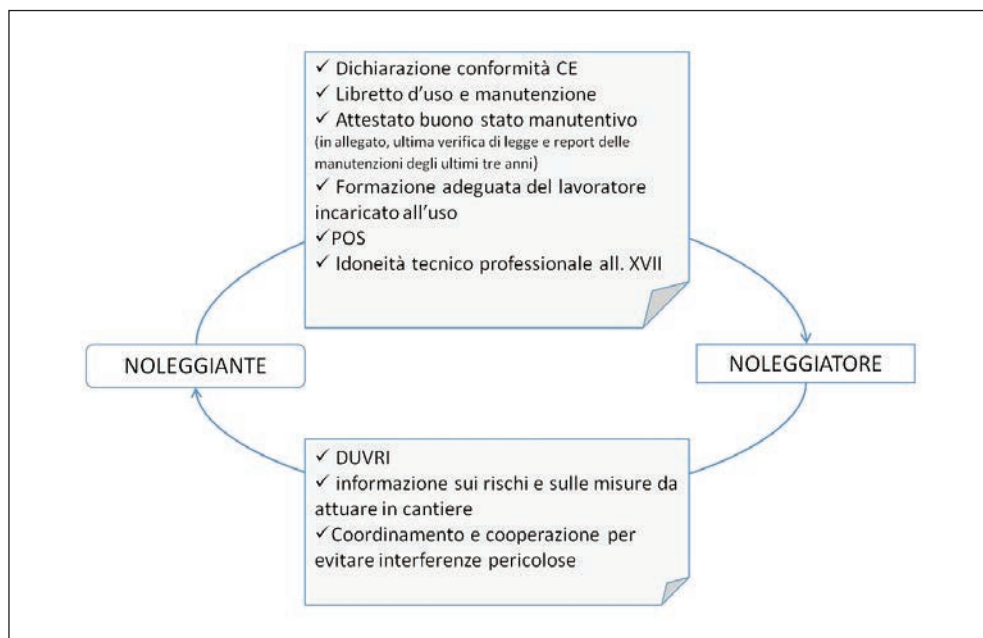 ✓ Dichiarazione conformità CE
✓ Libretto d'uso e manutenzione
✓ Attestato buono stato manutentivo
(in allegato, ultima verifica di legge e report delle
manutenzioni degli ultimi tre anni)
✓ Formazione adeguata del lavoratore
incaricato all'uso
✓POS
✓ Idoneità tecnico professionale all. XVII
NOLEGGIANTE
NOLEGGIATORE
✓ DUVRI
✓ informazione sui rischi e sulle misure da
attuare in cantiere
✓Coordinamento e cooperazione per
evitare interferenze pericolose